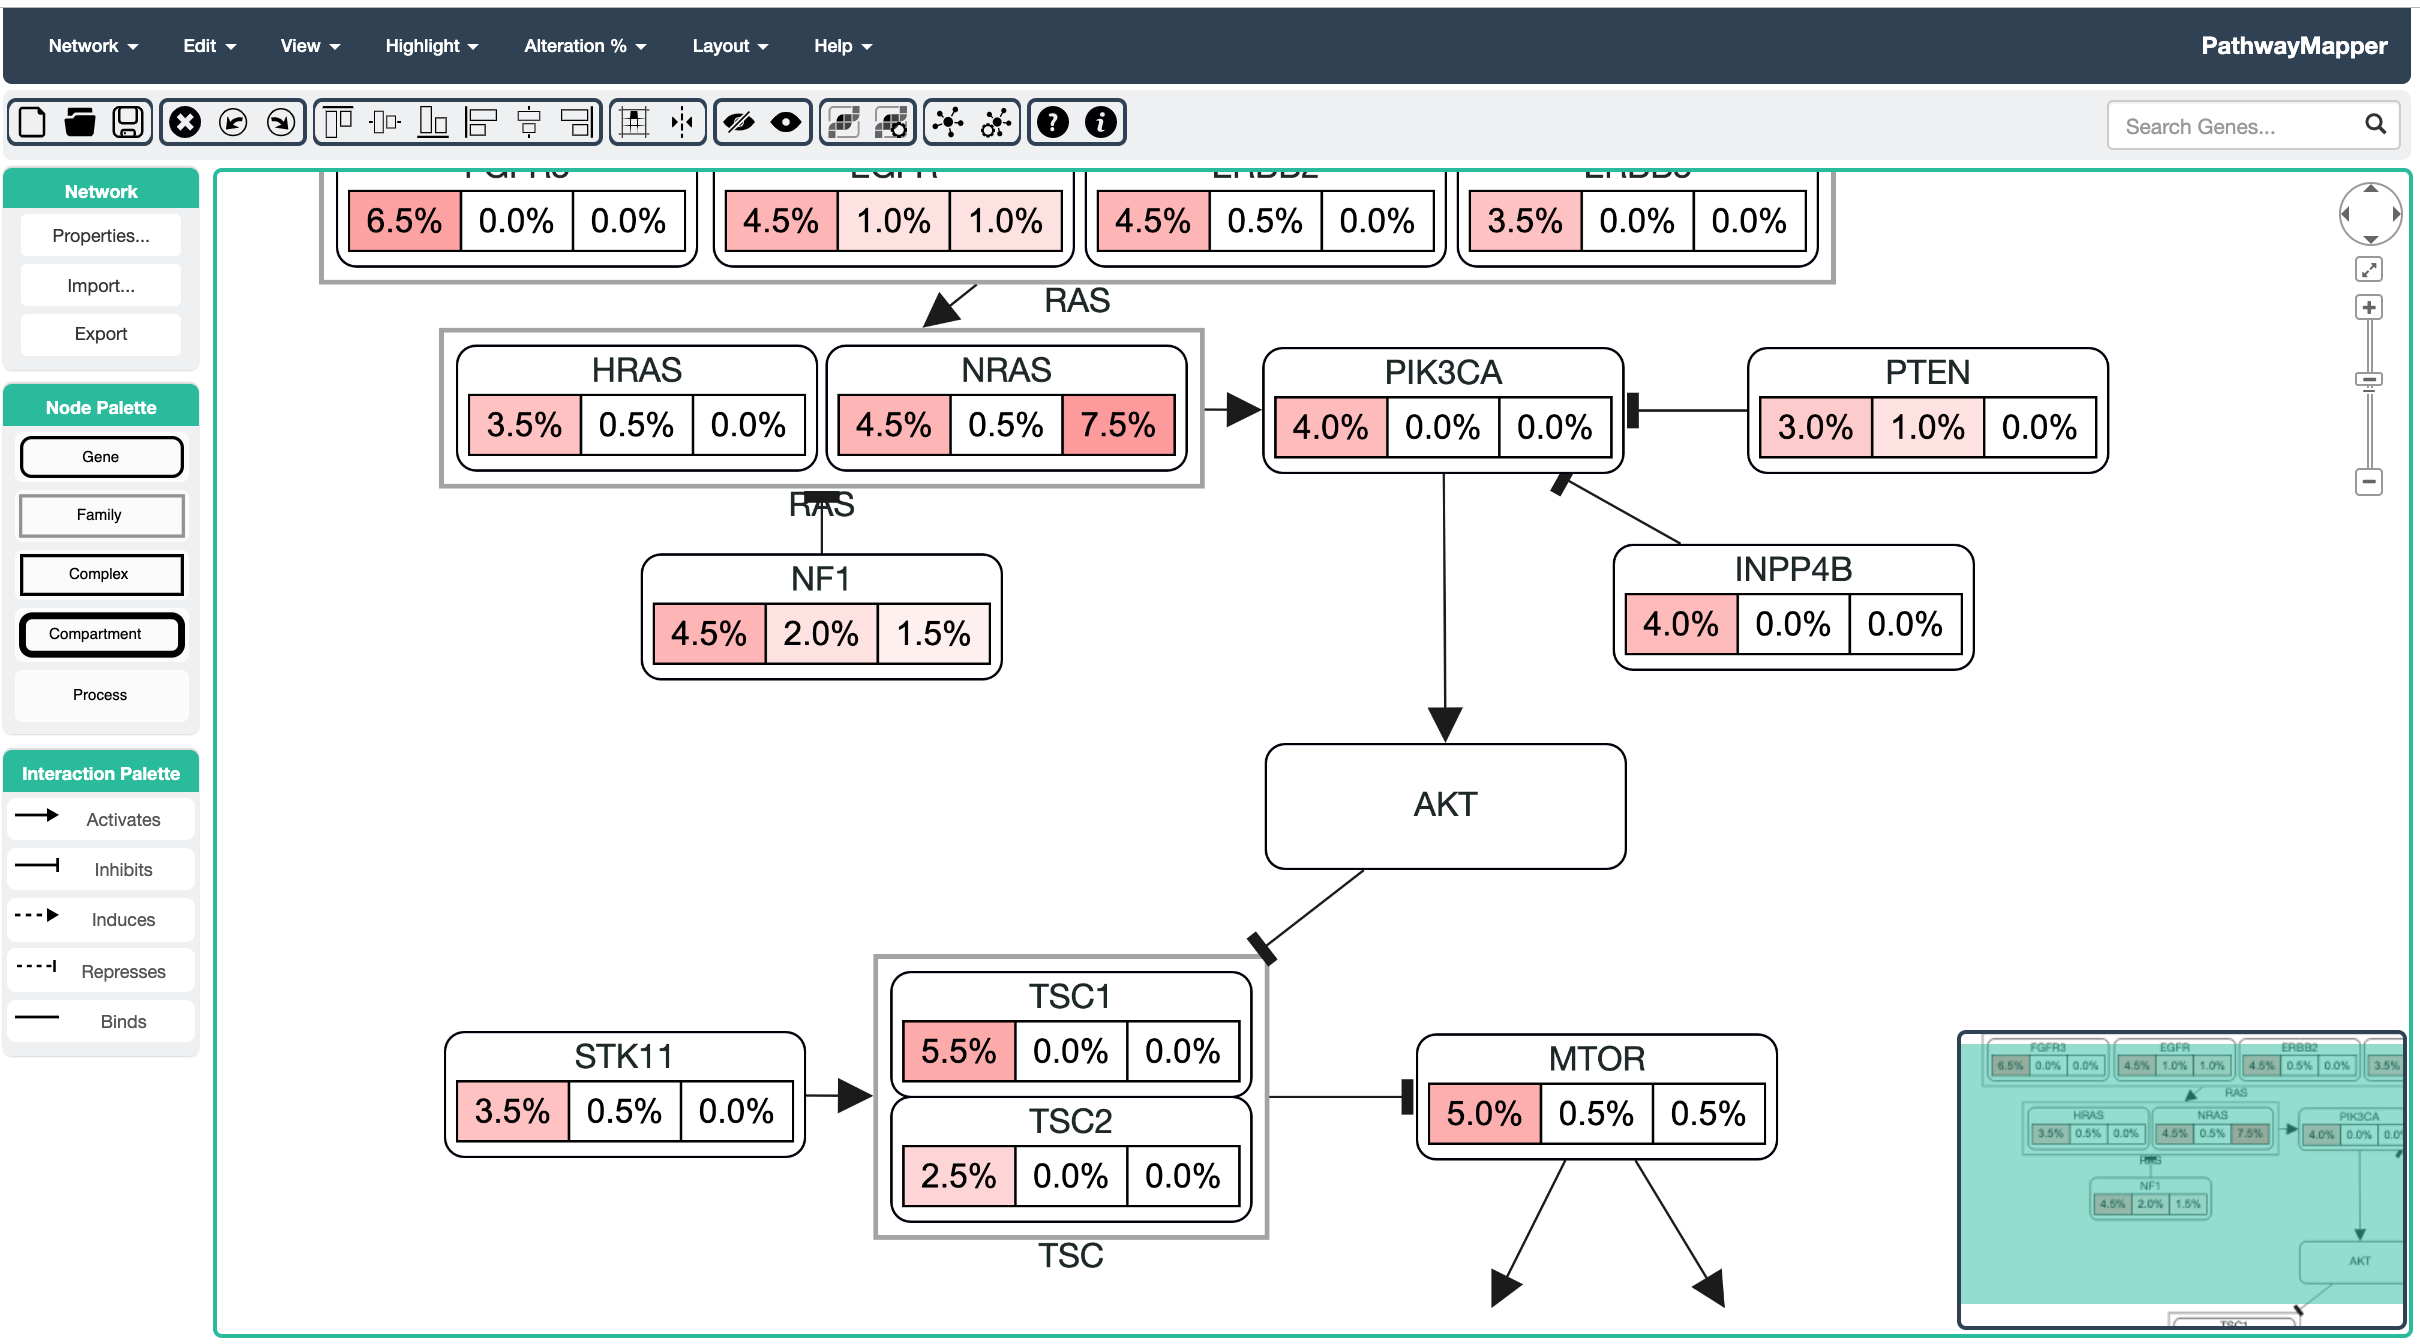 Network Edit View Highlight Alteration % Layout Help PathwayMapper
Search Genes...
Network
Properties...
Import...
Export
Node Palette
Gene
Family
Complex
Compartment
Process
Interaction Palette
Activates
Inhibits
Induces
Represses
Binds
FGFR3 EGFR ERBB2 ERBB3
6.5% 0.0% 0.0% 4.5% 1.0% 1.0% 4.5% 0.5% 0.0% 3.5% 0.0% 0.0%
RAS
HRAS NRAS PIK3CA PTEN
3.5% 0.5% 0.0% 4.5% 0.5% 7.5% 4.0% 0.0% 0.0% 3.0% 1.0% 0.0%
RAS
NF1 INPP4B
4.5% 2.0% 1.5% 4.0% 0.0% 0.0%
AKT
TSC1
5.5% 0.0% 0.0%
STK11 MTOR
3.5% 0.5% 0.0% 5.0% 0.5% 0.5%
TSC2
2.5% 0.0% 0.0%
TSC
FGFR3 EGFR ERBB2
6.5% 0.0% 0.0% 4.5% 1.0% 1.0% 4.5% 0.5% 0.0% 3.5%
RAS
HRAS NRAS PIK3CA
3.5% 0.5% 0.0% 4.5% 0.5% 7.5% 4.0% 0.0% 0.0
RAS
NF1
4.5% 2.0% 1.5%
AKT
TSC1